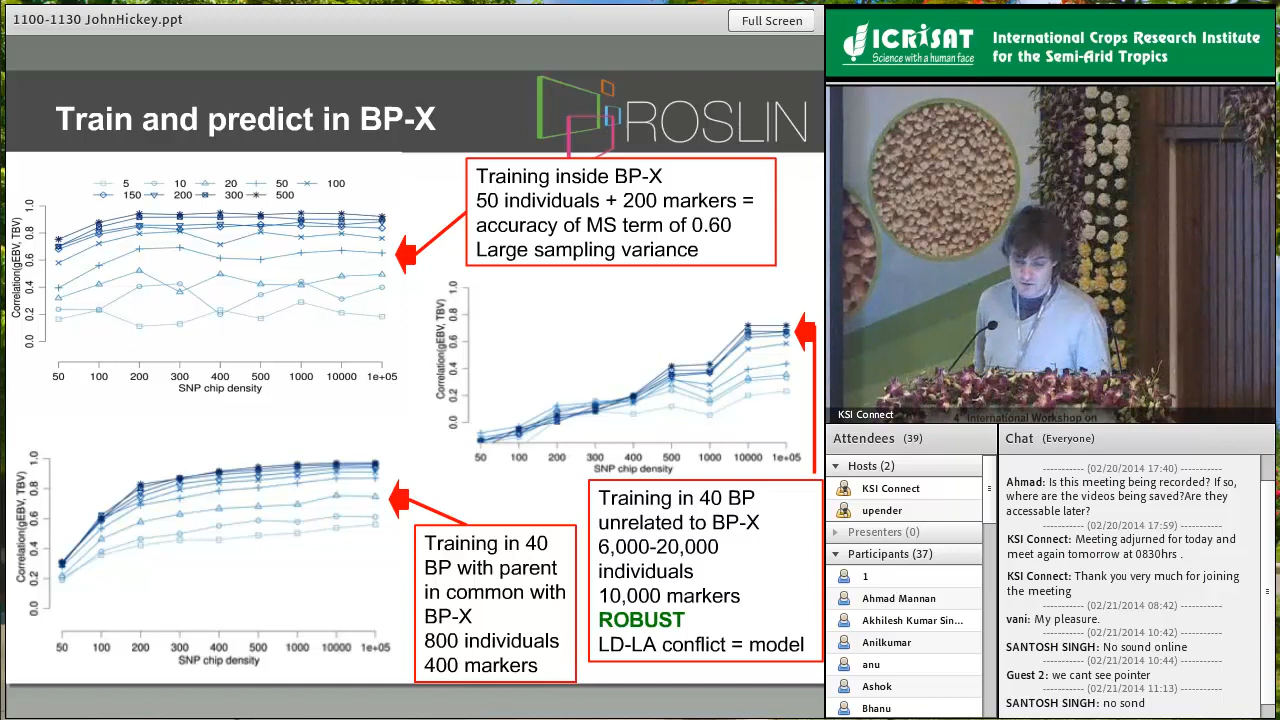 1100-1130 JohnHickey.ppt
Full Screen
Train and predict in BP-X
ROSLIN
5 10 20 50 100
150 200 300 500
Correlation(gEBV, TBV)
1.0
0.8
0.6
0.4
0.2
0.0
50 100 200 300 400 500 1000 10000 1e+05
SNP chip density
Training inside BP-X
50 individuals + 200 markers =
accuracy of MS term of 0.60
Large sampling variance
Correlation(gEBV, TBV)
1.0
0.8
0.6
0.4
0.2
0.0
50 100 200 300 400 500 1000 10000 1e+05
SNP chip density
Correlation(gEBV, TBV)
1.0
0.8
0.6
0.4
0.2
0.0
50 100 200 300 400 500 1000 10000 1e+05
SNP chip density
Training in 40
BP with parent
in common with
BP-X
800 individuals
400 markers
Training in 40 BP
unrelated to BP-X
6,000-20,000
individuals
10,000 markers
ROBUST
LD-LA conflict = model
ICRISAT
Science with a human face
International Crops Research Institute
for the Semi-Arid Tropics
KSI Connect
International Workshop on
Attendees (39)
Hosts (2)
KSI Connect
upender
Presenters (0)
Participants (37)
1
Ahmad Mannan
Akhilesh Kumar Sin...
Anilkumar
anu
Ashok
Bhanu
Chat (Everyone)
---------- (02/20/2014 17:40) ----------
Ahmad: Is this meeting being recorded? If so,
where are the videos being saved?Are they
accessable later?
---------- (02/20/2014 17:59) ----------
KSI Connect: Meeting adjurned for today and
meet again tomorrow at 0830hrs .
KSI Connect: Thank you very much for joining
the meeting
---------- (02/21/2014 08:42) ----------
vani: My pleasure.
---------- (02/21/2014 10:42) ----------
SANTOSH SINGH: No sound online
---------- (02/21/2014 10:44) ----------
Guest 2: we cant see pointer
---------- (02/21/2014 11:13) ----------
SANTOSH SINGH: no sond